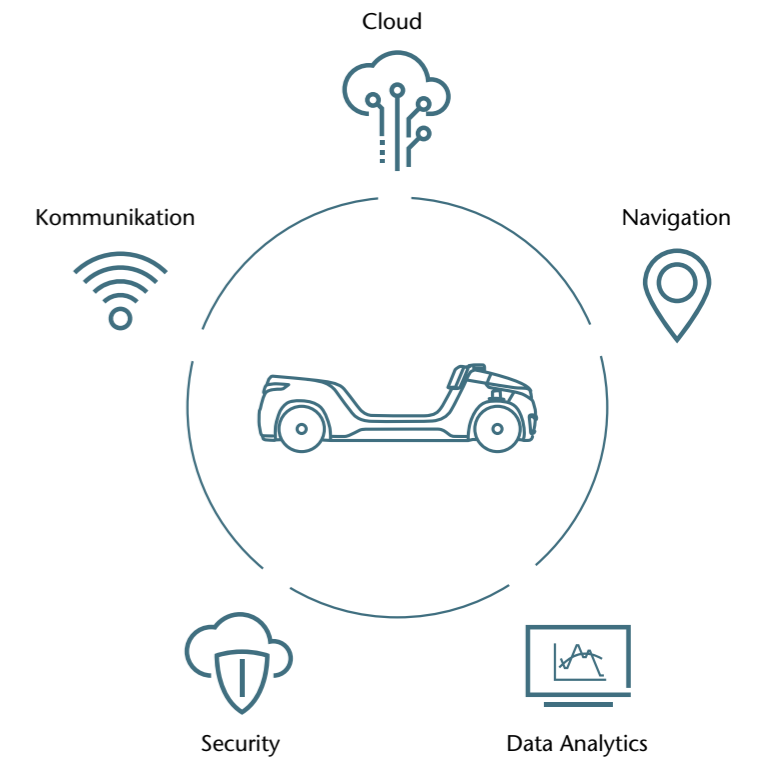 Cloud
Kommunikation
Navigation
Security
Data Analytics